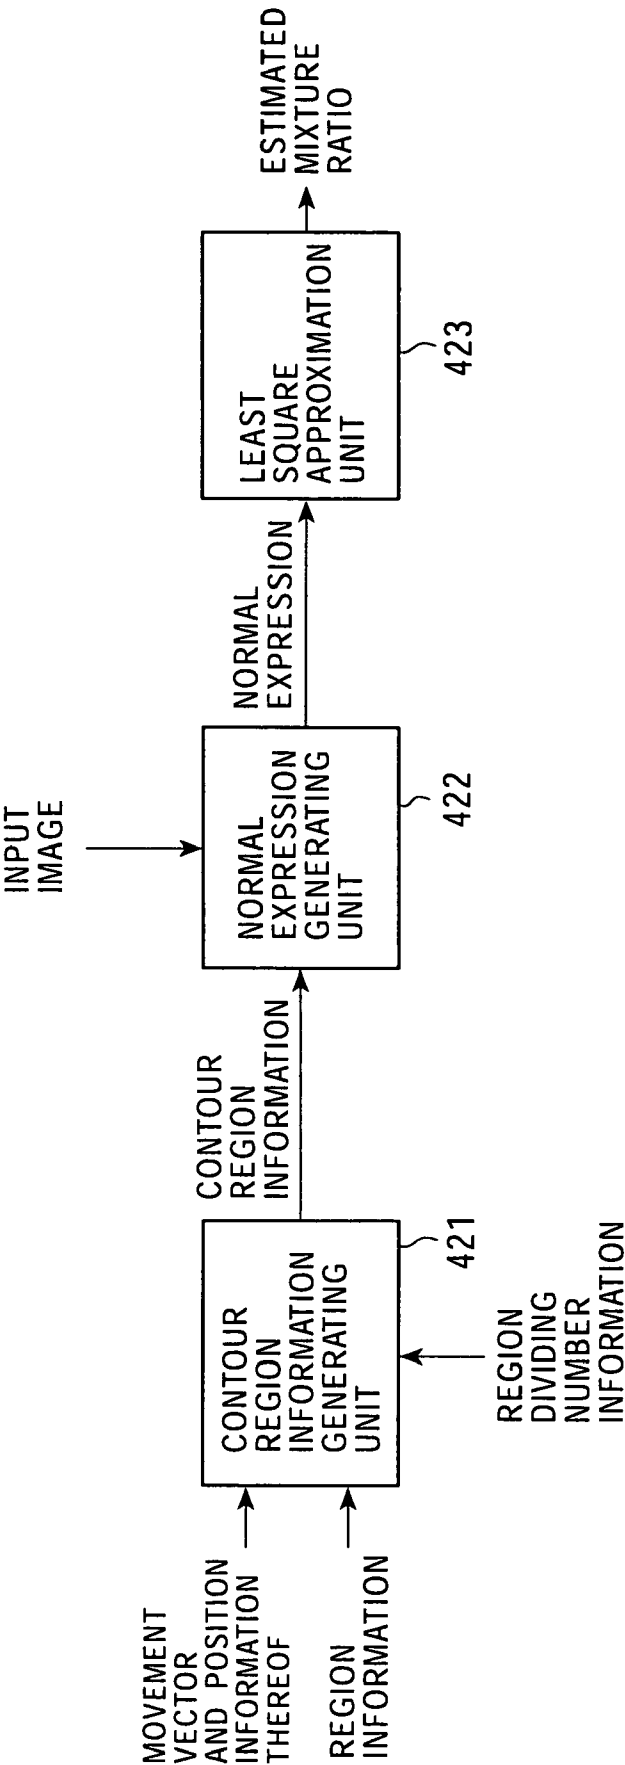 MOVEMENT
VECTOR
AND POSITION
INFORMATION
THEREOF
REGION
INFORMATION
CONTOUR
REGION
INFORMATION
GENERATING
UNIT
421
REGION
DIVIDING
NUMBER
INFORMATION
CONTOUR
REGION
INFORMATION
INPUT
IMAGE
NORMAL
EXPRESSION
GENERATING
UNIT
422
NORMAL
EXPRESSION
LEAST
SQUARE
APPROXIMATION
UNIT
423
ESTIMATED
MIXTURE
RATIO